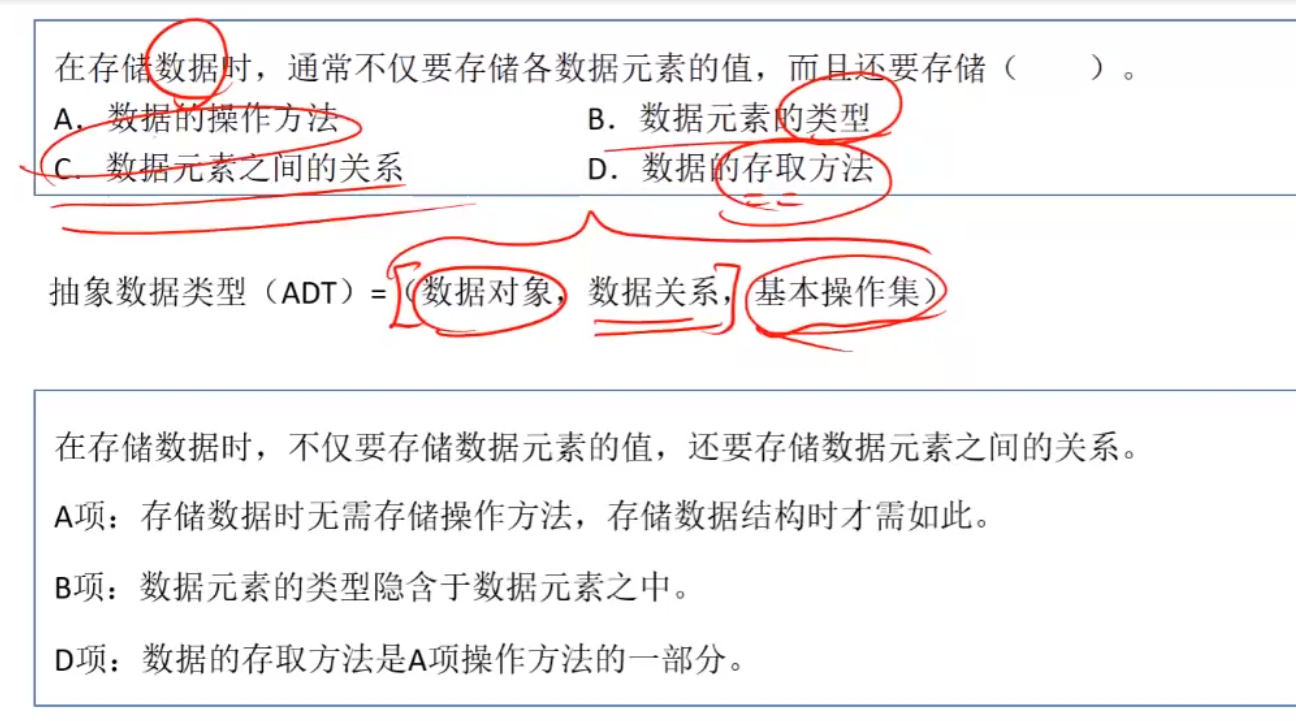 在存储数据时，通常不仅要存储各数据元素的值，而且还要存储（　　）。
A．数据的操作方法　　B．数据元素的类型
C．数据元素之间的关系　　D．数据的存取方法
抽象数据类型（ADT）=（数据对象，数据关系，基本操作集）
在存储数据时，不仅要存储数据元素的值，还要存储数据元素之间的关系。
A项：存储数据时无需存储操作方法，存储数据结构时才需如此。
B项：数据元素的类型隐含于数据元素之中。
D项：数据的存取方法是A项操作方法的一部分。